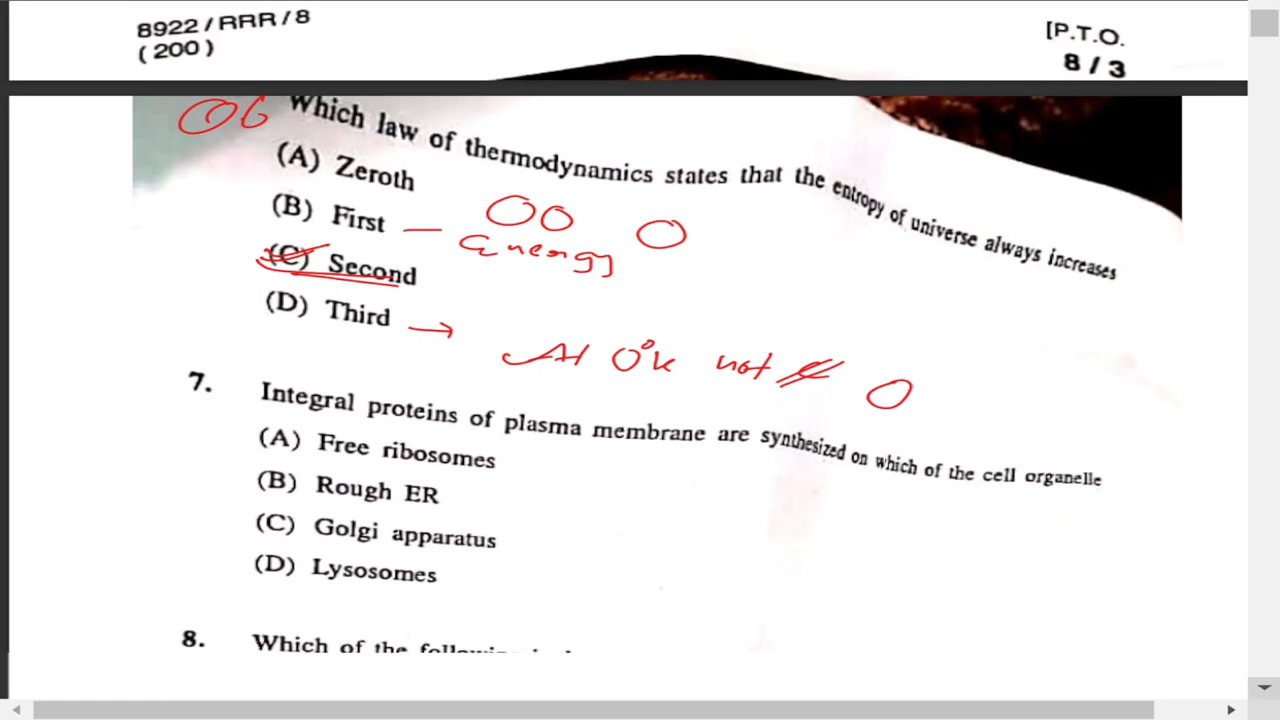 8922 / RRR / 8
( 200 )
[P.T.O.
8 / 3
06 Which law of thermodynamics states that the entropy of universe always increases
(A) Zeroth
(B) First — Energy
(C) Second
(D) Third → At 0°k not 0
7. Integral proteins of plasma membrane are synthesized on which of the cell organelle
(A) Free ribosomes
(B) Rough ER
(C) Golgi apparatus
(D) Lysosomes
8. Which of the following